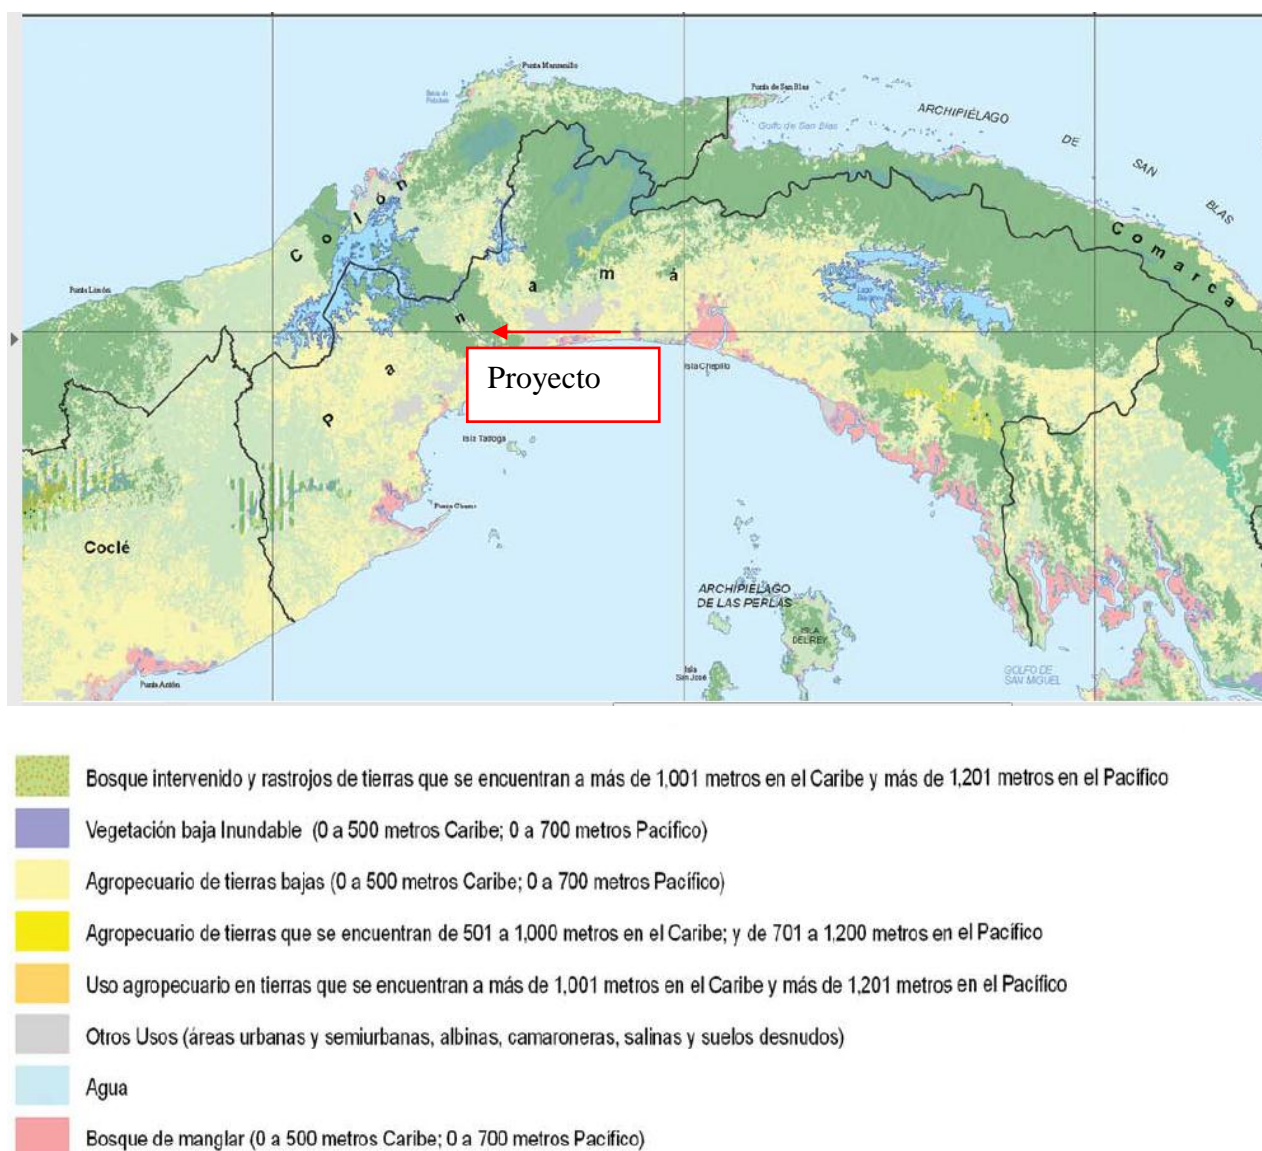 Punta Manzanillo
Punta de San Blas
ARCHIPIÉLAGO
DE
SAN
BLAS
Golfo de San Blas
Colón
Comarca
Punta Limón
Panamá
Lago
Isla Chepillo
Proyecto
Isla Taboga
Punta Chame
Coclé
ARCHIPIÉLAGO
DE LAS PERLAS
ISLA
DEL REY
Isla
San José
GOLFO DE
SAN MIGUEL
Punta Antón
Bosque intervenido y rastrojos de tierras que se encuentran a más de 1,001 metros en el Caribe y más de 1,201 metros en el Pacífico
Vegetación baja Inundable (0 a 500 metros Caribe; 0 a 700 metros Pacífico)
Agropecuario de tierras bajas (0 a 500 metros Caribe; 0 a 700 metros Pacífico)
Agropecuario de tierras que se encuentran de 501 a 1,000 metros en el Caribe; y de 701 a 1,200 metros en el Pacífico
Uso agropecuario en tierras que se encuentran a más de 1,001 metros en el Caribe y más de 1,201 metros en el Pacífico
Otros Usos (áreas urbanas y semiurbanas, albinas, camaroneras, salinas y suelos desnudos)
Agua
Bosque de manglar (0 a 500 metros Caribe; 0 a 700 metros Pacífico)